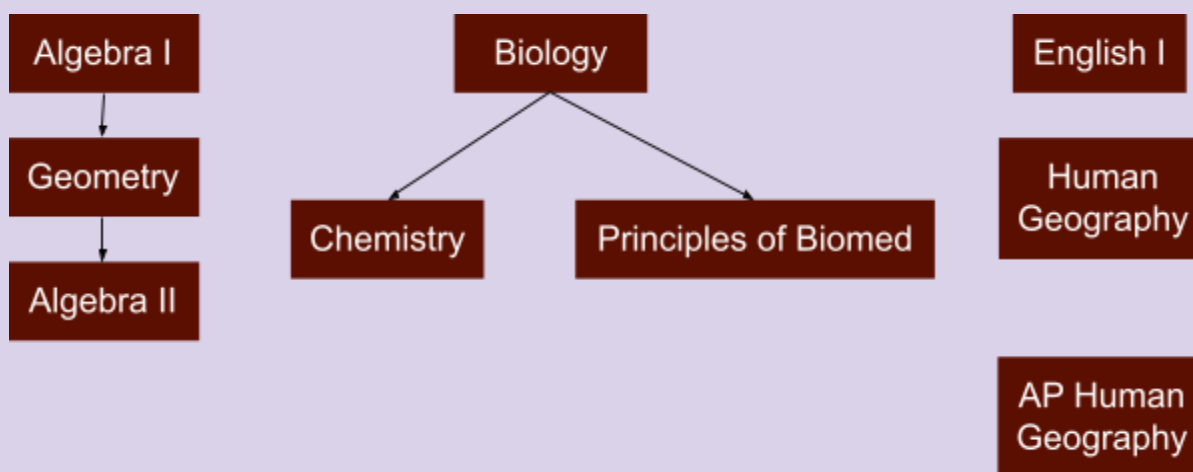 Algebra I
Biology
English I
Geometry
Human
Geography
Chemistry
Principles of Biomed
Algebra II
AP Human
Geography